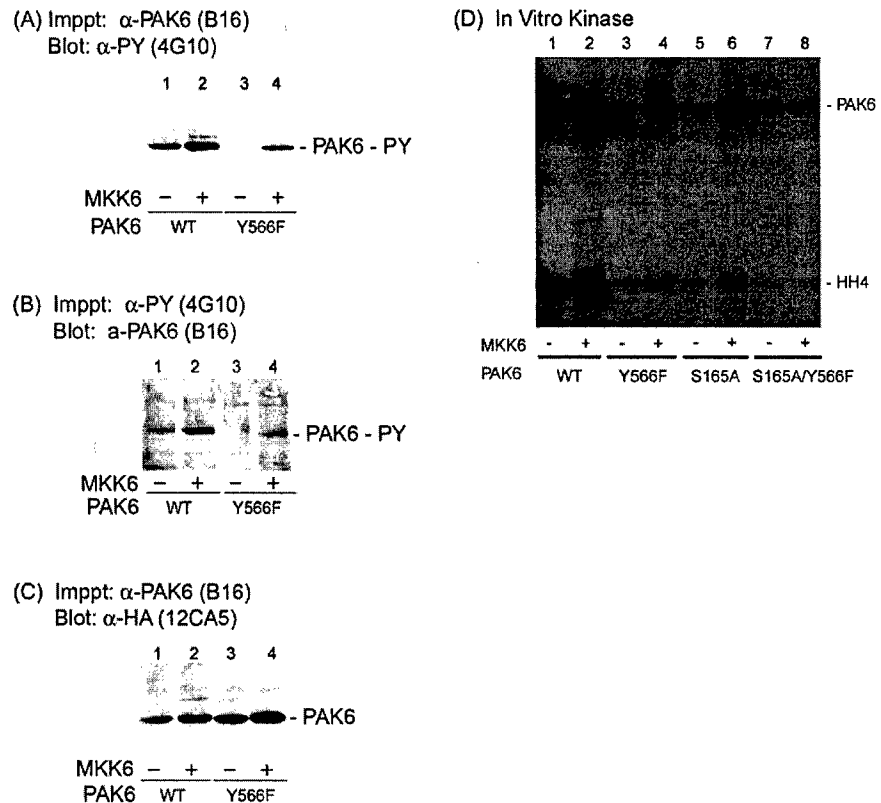 (A) Imppt: α-PAK6 (B16)
Blot: α-PY (4G10)
1 2 3 4
- PAK6 - PY
MKK6 − + − +
PAK6 WT Y566F
(B) Imppt: α-PY (4G10)
Blot: a-PAK6 (B16)
1 2 3 4
- PAK6 - PY
MKK6 − + − +
PAK6 WT Y566F
(C) Imppt: α-PAK6 (B16)
Blot: α-HA (12CA5)
1 2 3 4
- PAK6
MKK6 − + − +
PAK6 WT Y566F
(D) In Vitro Kinase
1 2 3 4 5 6 7 8
- PAK6
- HH4
MKK6 - + - + - + - +
PAK6 WT Y566F S165A S165A/Y566F